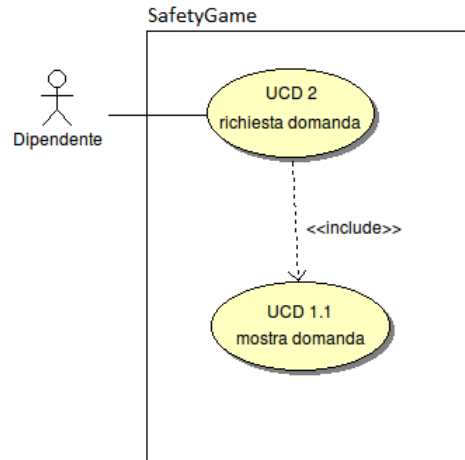 SafetyGame
UCD 2
richiesta domanda
Dipendente
<<include>>
UCD 1.1
mostra domanda